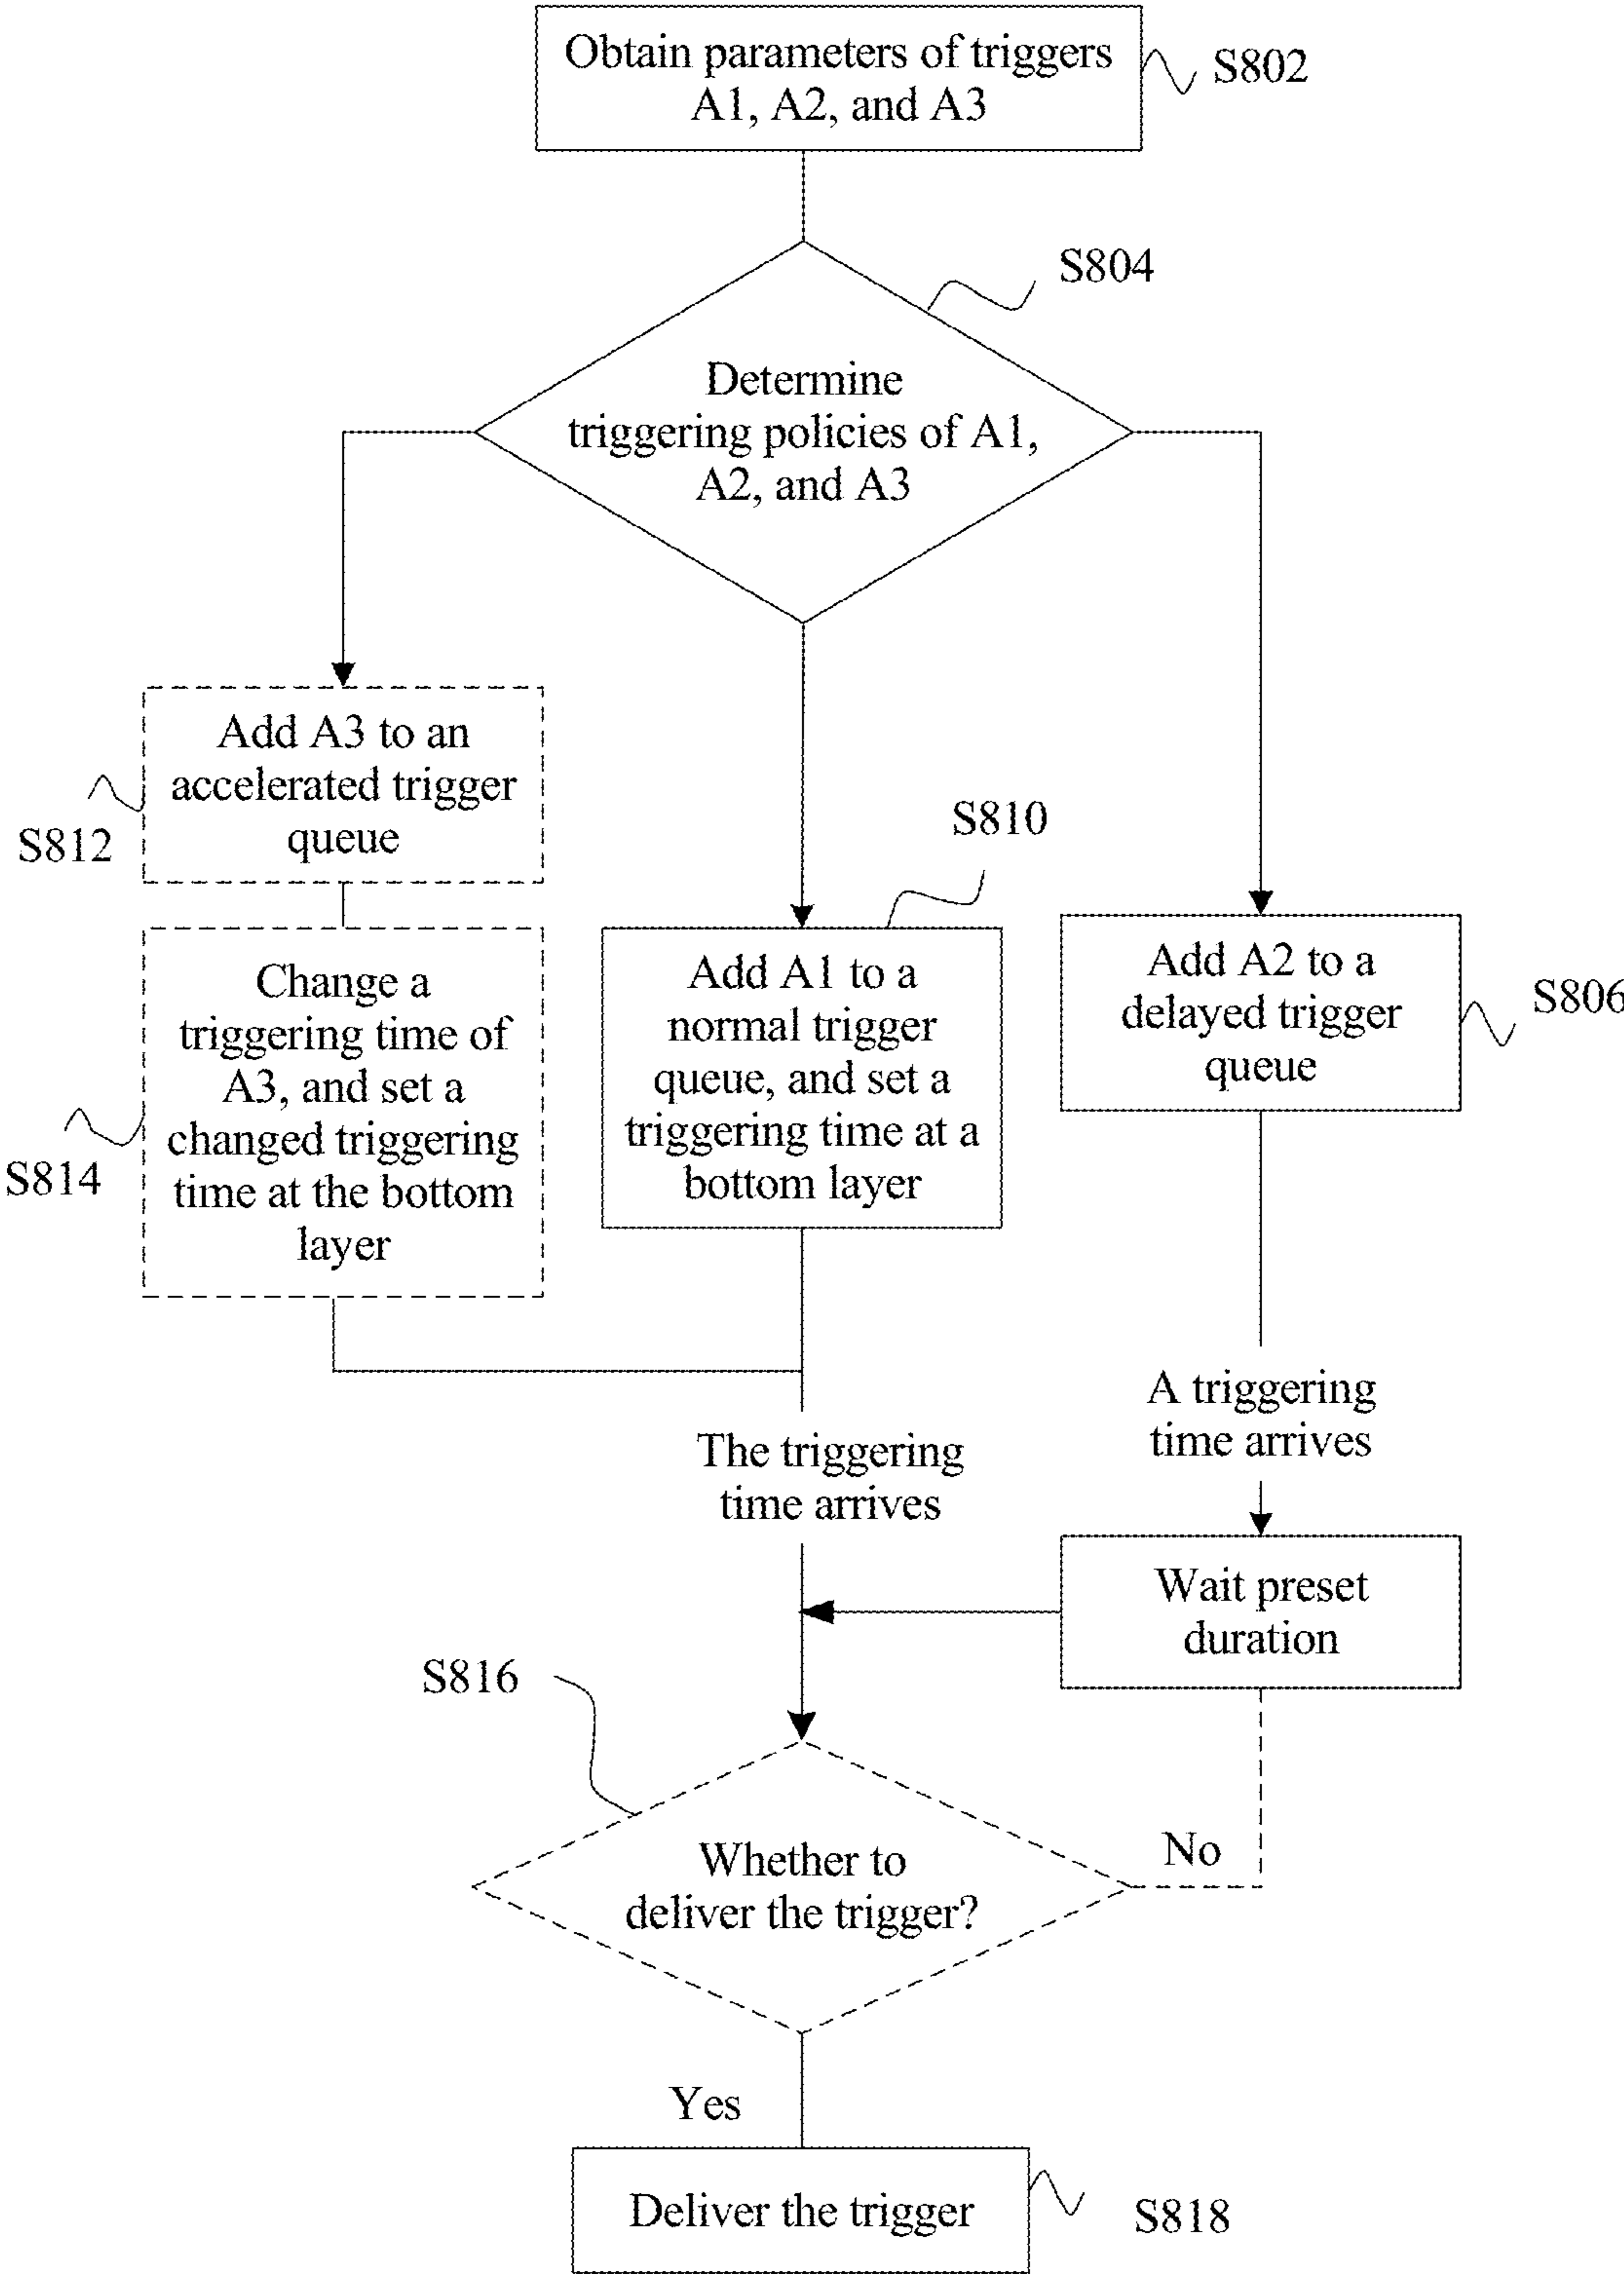 Obtain parameters of triggers
A1, A2, and A3
S802
S804
Determine
triggering policies of A1,
A2, and A3
Add A3 to an
accelerated trigger
queue
S812
S810
Change a
triggering time of
A3, and set a
changed triggering
time at the bottom
layer
S814
Add A1 to a
normal trigger
queue, and set a
triggering time at a
bottom layer
Add A2 to a
delayed trigger
queue
S806
The triggering
time arrives
A triggering
time arrives
Wait preset
duration
S816
Whether to
deliver the trigger?
No
Yes
Deliver the trigger
S818